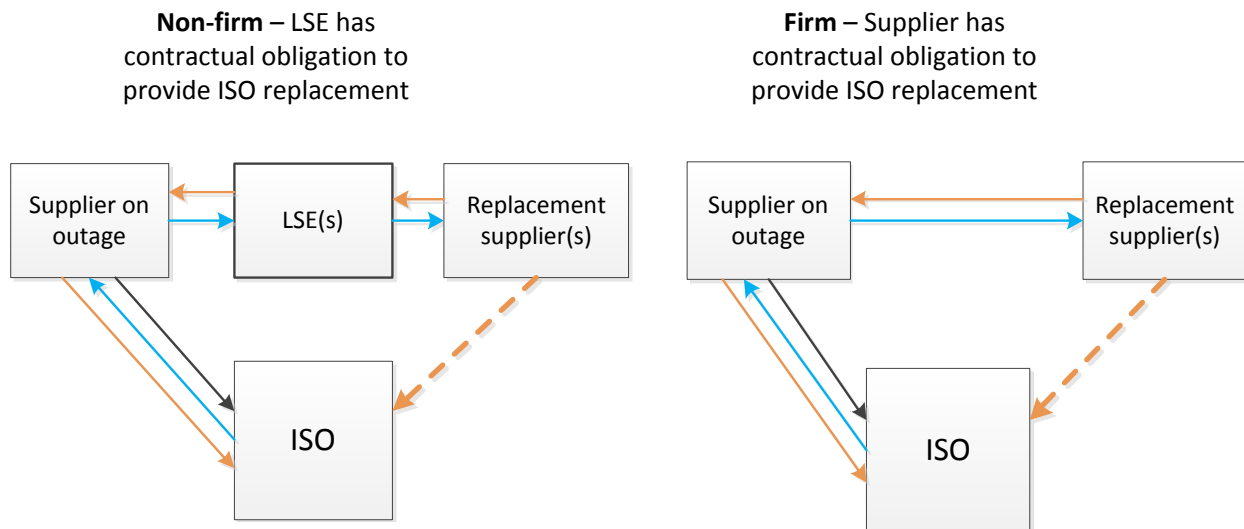 Non-firm – LSE has
contractual obligation to
provide ISO replacement
Firm – Supplier has
contractual obligation to
provide ISO replacement
Supplier on
outage
LSE(s)
Replacement
supplier(s)
ISO
Supplier on
outage
Replacement
supplier(s)
ISO